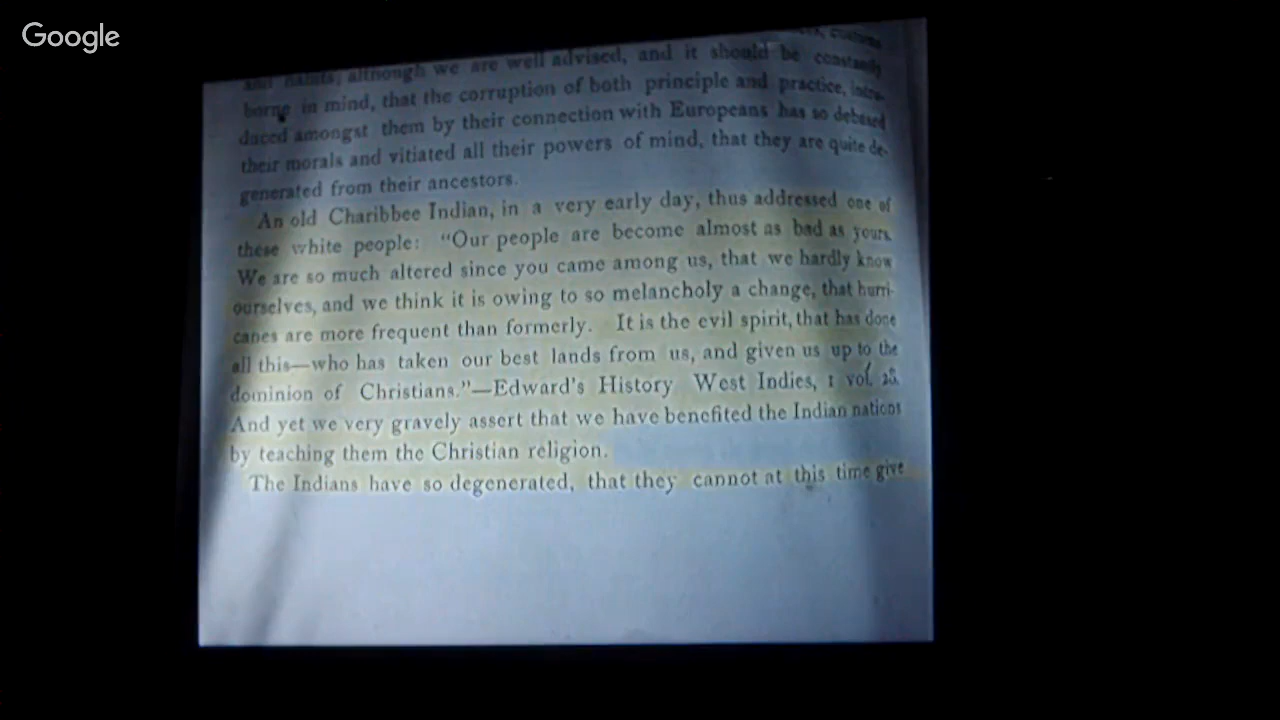 Google
customs
and habits; although we are well advised, and it should be constantly
borne in mind, that the corruption of both principle and practice, intro-
duced amongst them by their connection with Europeans has so debased
their morals and vitiated all their powers of mind, that they are quite de-
generated from their ancestors.
An old Charibbee Indian, in a very early day, thus addressed one of
these white people: “Our people are become almost as bad as yours.
We are so much altered since you came among us, that we hardly know
ourselves, and we think it is owing to so melancholy a change, that hurri-
canes are more frequent than formerly. It is the evil spirit, that has done
all this—who has taken our best lands from us, and given us up to the
dominion of Christians.”—Edward’s History West Indies, 1 vol. 28.
And yet we very gravely assert that we have benefited the Indian nations
by teaching them the Christian religion.
The Indians have so degenerated, that they cannot at this time give